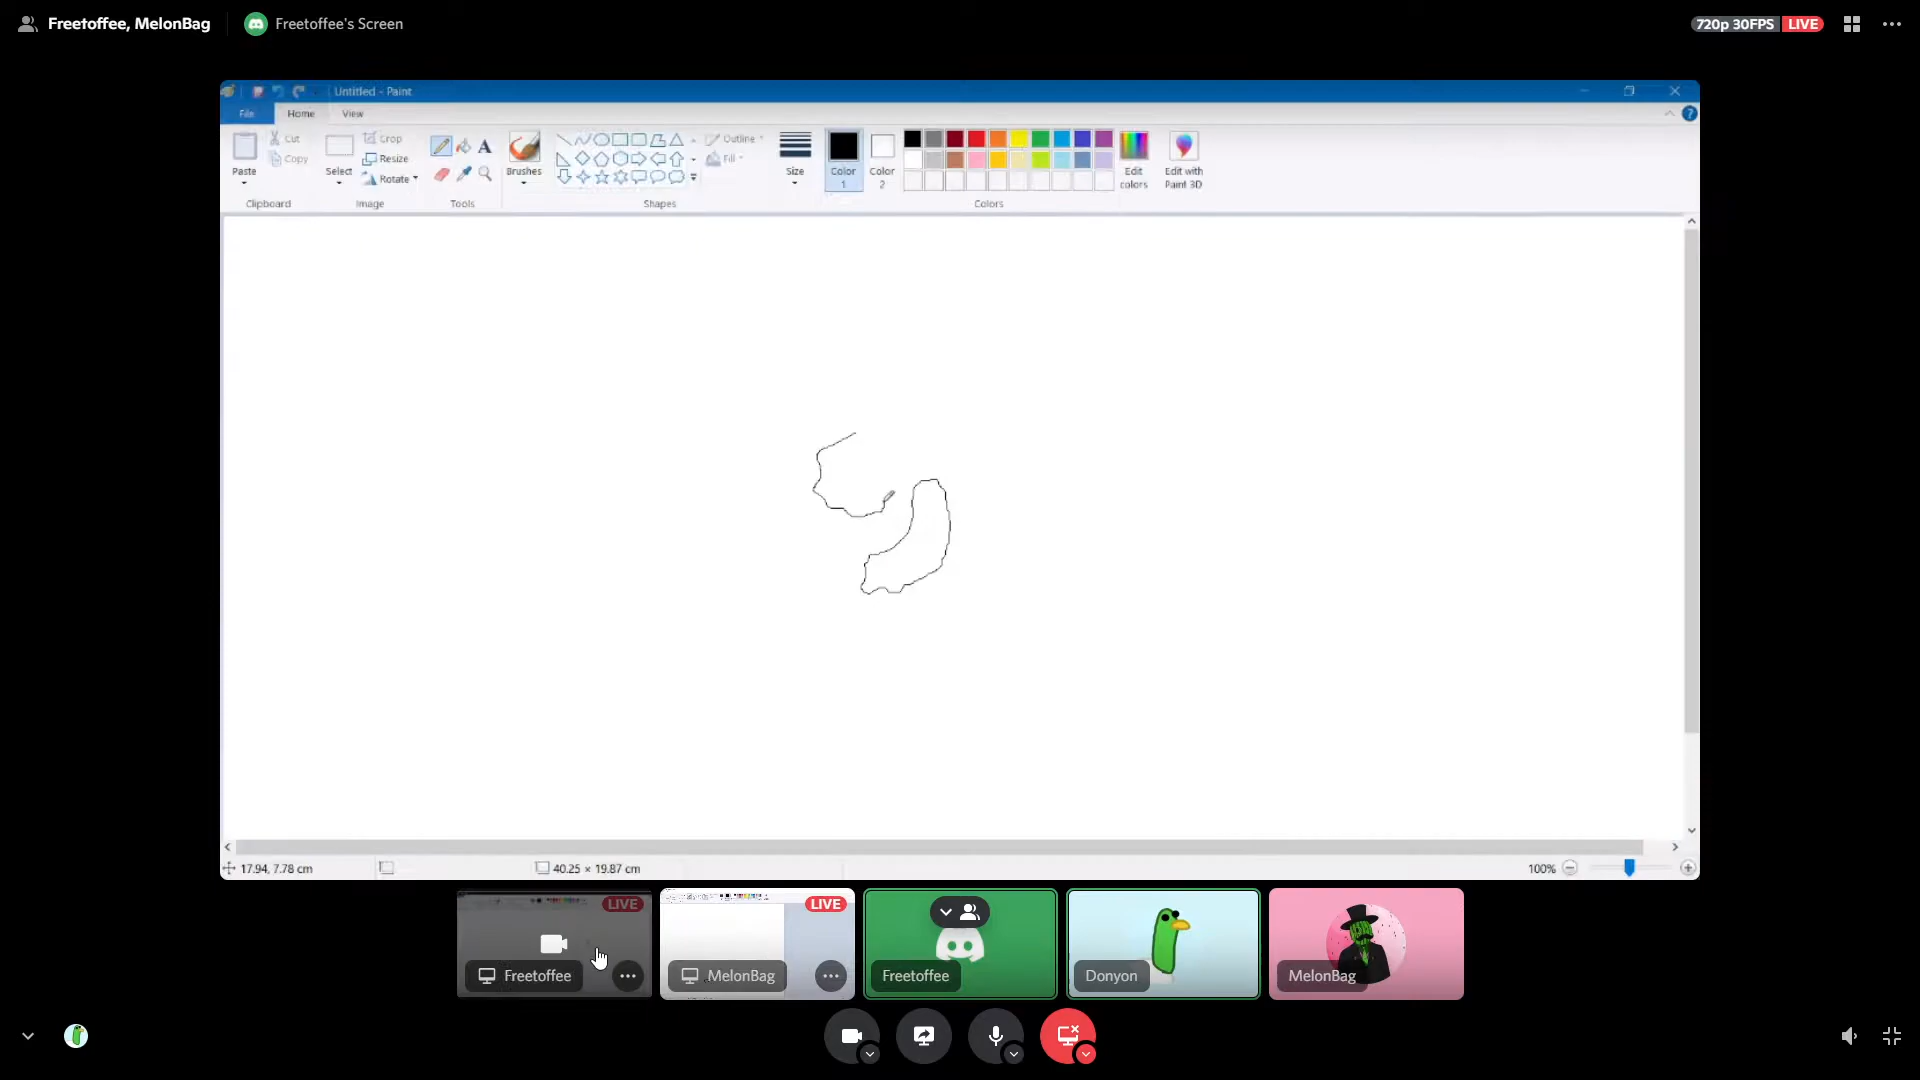 Freetoffee, MelonBag
Freetoffee's Screen
720p 30FPS LIVE
Untitled - Paint
File Home View
Paste
Cut
Copy
Clipboard
Select
Crop
Resize
Rotate
Image
A
Tools
Brushes
Shapes
Outline
Fill
Size
Color
1
Color
2
Colors
Edit
colors
Edit with
Paint 3D
17.94, 7.78 cm
40.25 × 19.87 cm
100%
LIVE
Freetoffee
LIVE
MelonBag
Freetoffee
Donyon
MelonBag